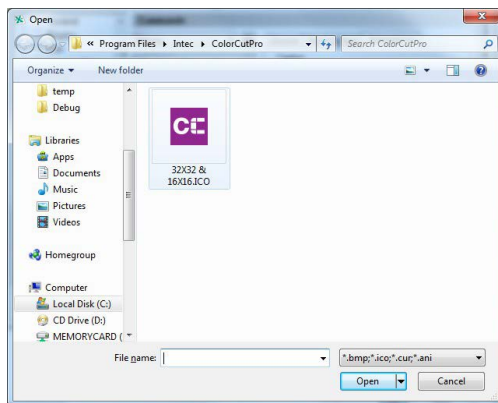 Open
« Program Files ▸ Intec ▸ ColorCutPro
Search ColorCutPro
Organize
New folder
temp
Debug
Libraries
Apps
Documents
Music
Pictures
Videos
Homegroup
Computer
Local Disk (C:)
CD Drive (D:)
MEMORYCARD (
CE
32X32 &
16X16.ICO
File name:
*.bmp;*.ico;*.cur;*.ani
Open
Cancel